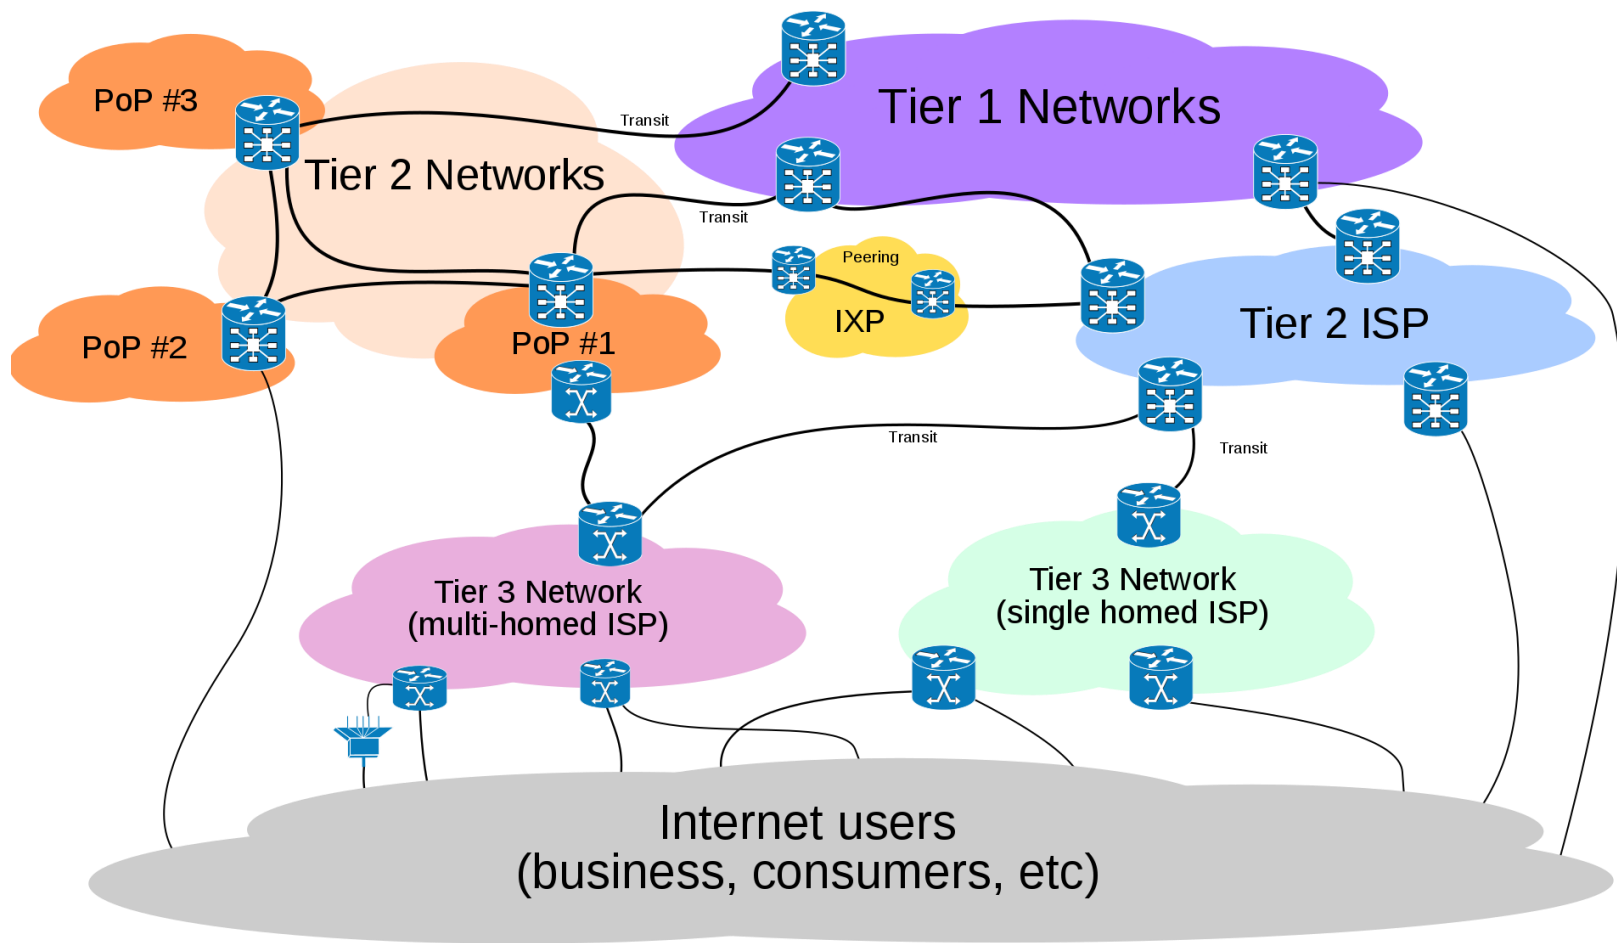 PoP #3
Tier 1 Networks
Transit
Tier 2 Networks
Transit
Peering
IXP
Tier 2 ISP
PoP #2
PoP #1
Transit
Transit
Tier 3 Network
(multi-homed ISP)
Tier 3 Network
(single homed ISP)
Internet users
(business, consumers, etc)